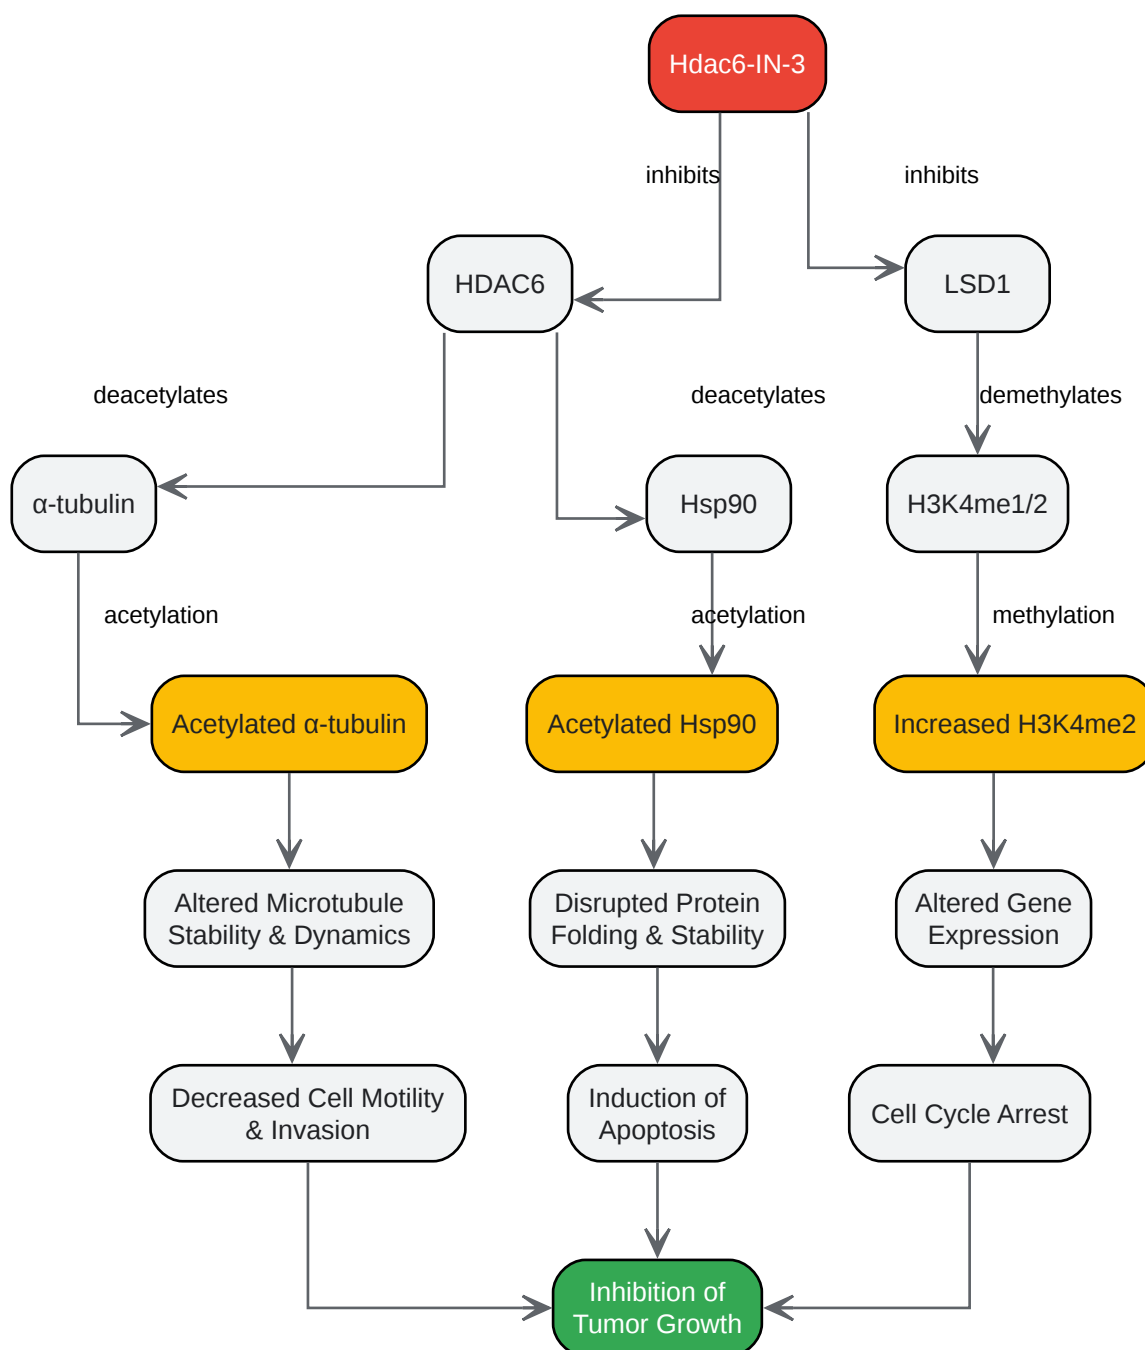 Hdac6-IN-3
inhibits
inhibits
HDAC6
LSD1
deacetylates
deacetylates
demethylates
α-tubulin
Hsp90
H3K4me1/2
acetylation
acetylation
methylation
Acetylated α-tubulin
Acetylated Hsp90
Increased H3K4me2
Altered Microtubule
Stability & Dynamics
Disrupted Protein
Folding & Stability
Altered Gene
Expression
Decreased Cell Motility
& Invasion
Induction of
Apoptosis
Cell Cycle Arrest
Inhibition of
Tumor Growth